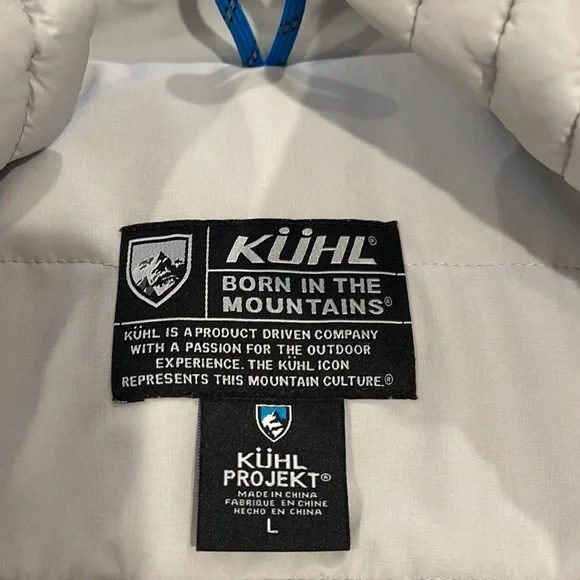 KÜHL®
BORN IN THE
MOUNTAINS®
KÜHL IS A PRODUCT DRIVEN COMPANY
WITH A PASSION FOR THE OUTDOOR
EXPERIENCE. THE KÜHL ICON
REPRESENTS THIS MOUNTAIN CULTURE.®
KÜHL
PROJEKT®
MADE IN CHINA
FABRIQUE EN CHINE
HECHO EN CHINA
L